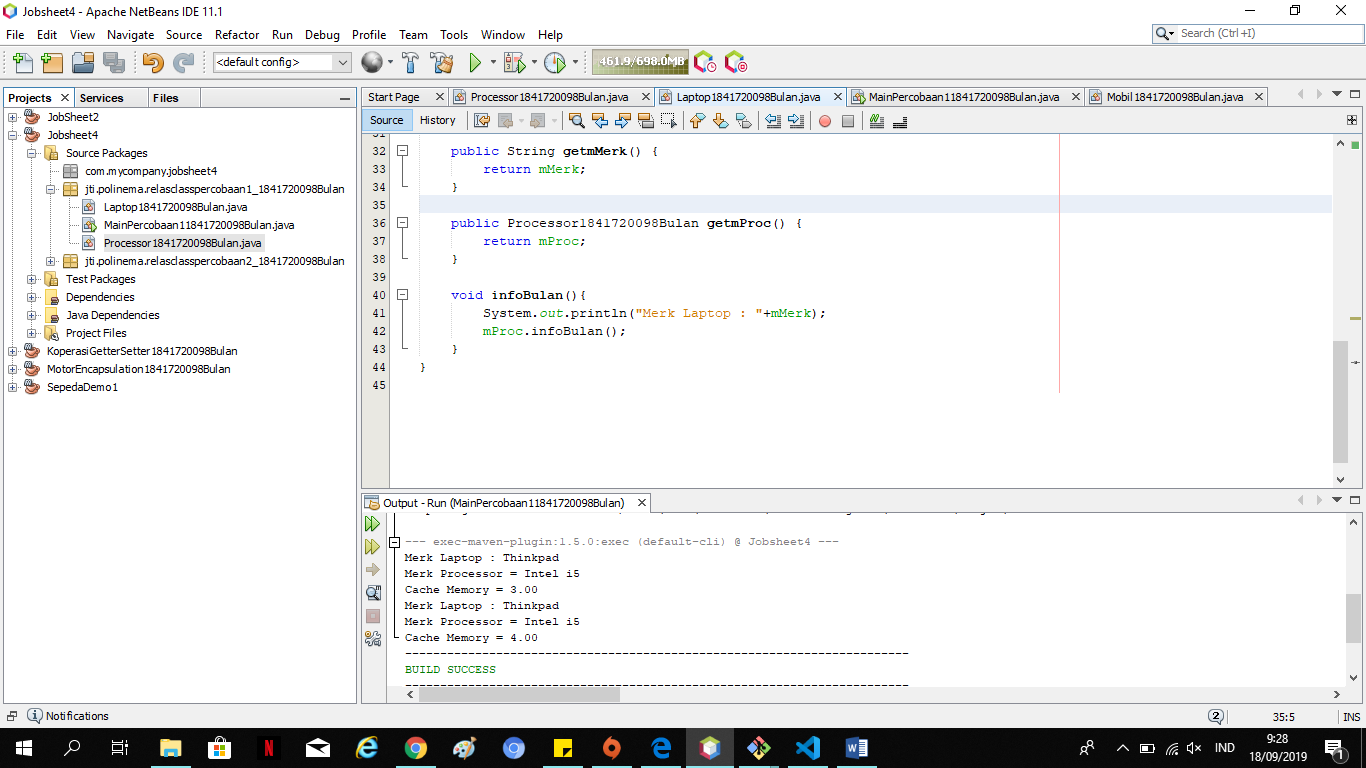 Jobsheet4 - Apache NetBeans IDE 11.1
File Edit View Navigate Source Refactor Run Debug Profile Team Tools Window Help
Search (Ctrl+I)
<default config>
461.9/698.0MB
Projects Services Files
JobSheet2
Jobsheet4
Source Packages
com.mycompany.jobsheet4
jti.polinema.relasclasspercobaan1_1841720098Bulan
Laptop1841720098Bulan.java
MainPercobaan11841720098Bulan.java
Processor1841720098Bulan.java
jti.polinema.relasclasspercobaan2_1841720098Bulan
Test Packages
Dependencies
Java Dependencies
Project Files
KoperasiGetterSetter1841720098Bulan
MotorEncapsulation1841720098Bulan
SepedaDemo1
Start Page Processor1841720098Bulan.java Laptop1841720098Bulan.java MainPercobaan11841720098Bulan.java Mobil1841720098Bulan.java
Source History
31
32 public String getmMerk() {
33 return mMerk;
34 }
35
36 public Processor1841720098Bulan getmProc() {
37 return mProc;
38 }
39
40 void infoBulan(){
41 System.out.println("Merk Laptop : "+mMerk);
42 mProc.infoBulan();
43 }
44 }
45
Output - Run (MainPercobaan11841720098Bulan)
--- exec-maven-plugin:1.5.0:exec (default-cli) @ Jobsheet4 ---
Merk Laptop : Thinkpad
Merk Processor = Intel i5
Cache Memory = 3.00
Merk Laptop : Thinkpad
Merk Processor = Intel i5
Cache Memory = 4.00
------------------------------------------------------------------------
BUILD SUCCESS
------------------------------------------------------------------------
Notifications
2
35:5
INS
IND
9:28
18/09/2019
1